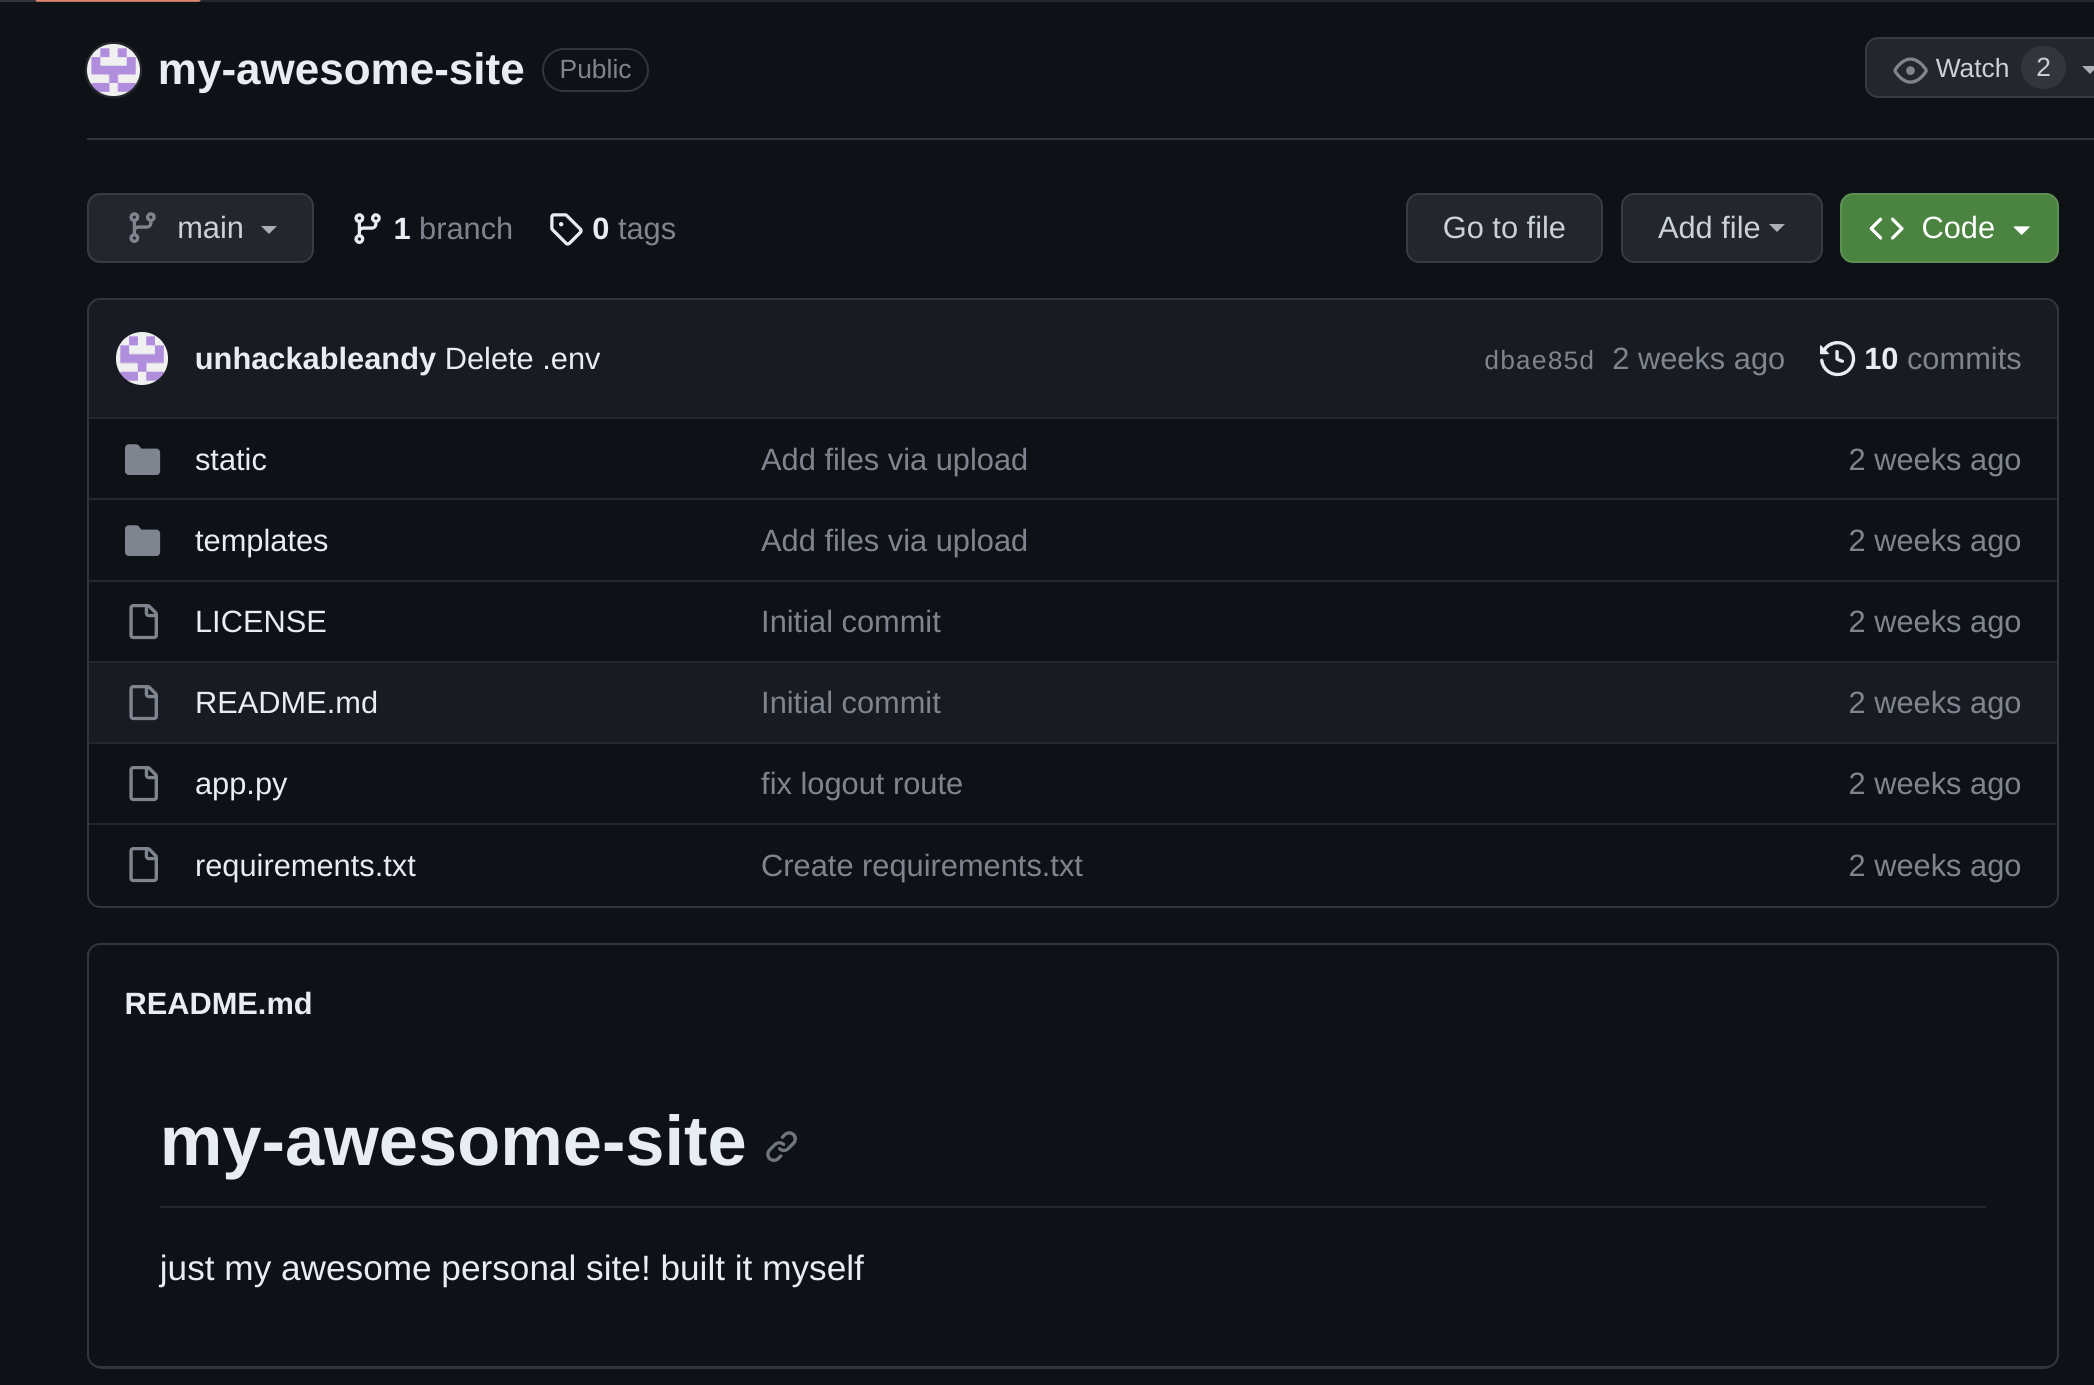 my-awesome-site Public Watch 2
main 1 branch 0 tags Go to file Add file Code
unhackableandy Delete .env dbae85d 2 weeks ago 10 commits
static Add files via upload 2 weeks ago
templates Add files via upload 2 weeks ago
LICENSE Initial commit 2 weeks ago
README.md Initial commit 2 weeks ago
app.py fix logout route 2 weeks ago
requirements.txt Create requirements.txt 2 weeks ago
README.md
my-awesome-site
just my awesome personal site! built it myself